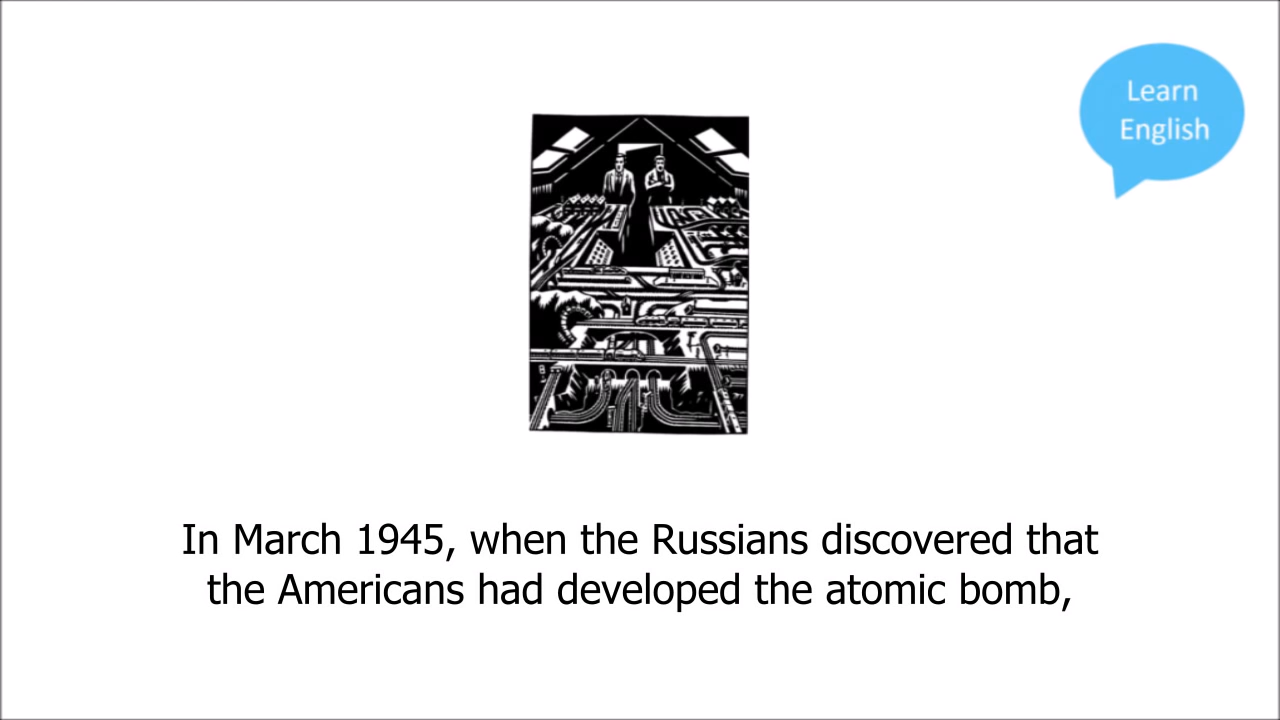 Learn
English
In March 1945, when the Russians discovered that
the Americans had developed the atomic bomb,